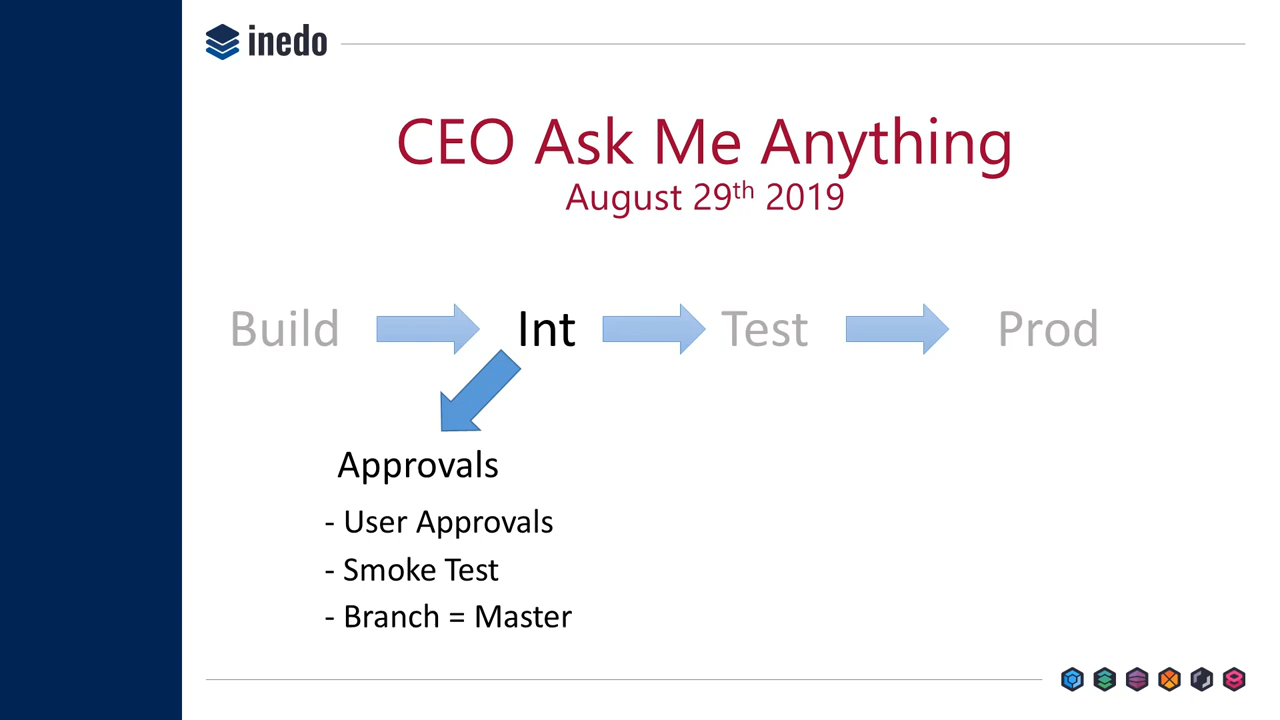 inedo
CEO Ask Me Anything
August 29th 2019
Build Int Test Prod
Approvals
- User Approvals
- Smoke Test
- Branch = Master